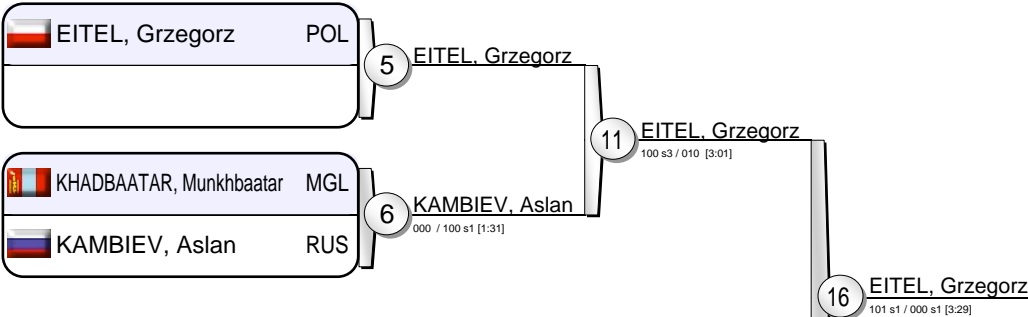 EITEL, Grzegorz POL
5 EITEL, Grzegorz
11 EITEL, Grzegorz
100 s3 / 010 [3:01]
KHADBAATAR, Munkhbaatar MGL
6 KAMBIEV, Aslan
000 / 100 s1 [1:31]
KAMBIEV, Aslan RUS
16 EITEL, Grzegorz
101 s1 / 000 s1 [3:29]